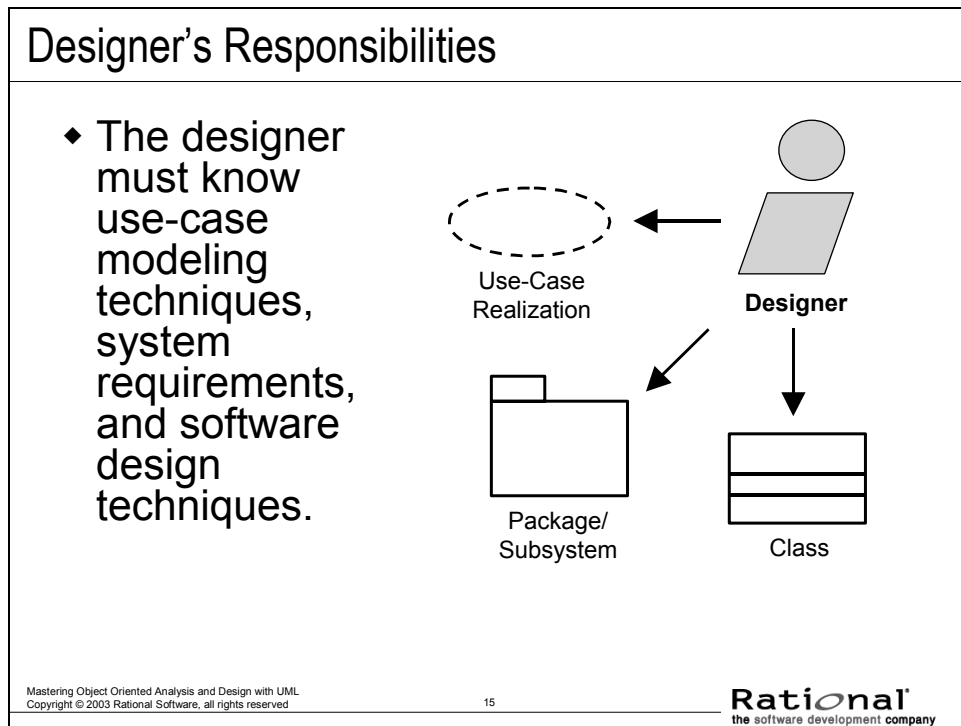 Designer’s Responsibilities
◆ The designer
must know
use-case
modeling
techniques,
system
requirements,
and software
design
techniques.
Use-Case
Realization
Designer
Package/
Subsystem
Class
Mastering Object Oriented Analysis and Design with UML
Copyright © 2003 Rational Software, all rights reserved
15
Rational
the software development company